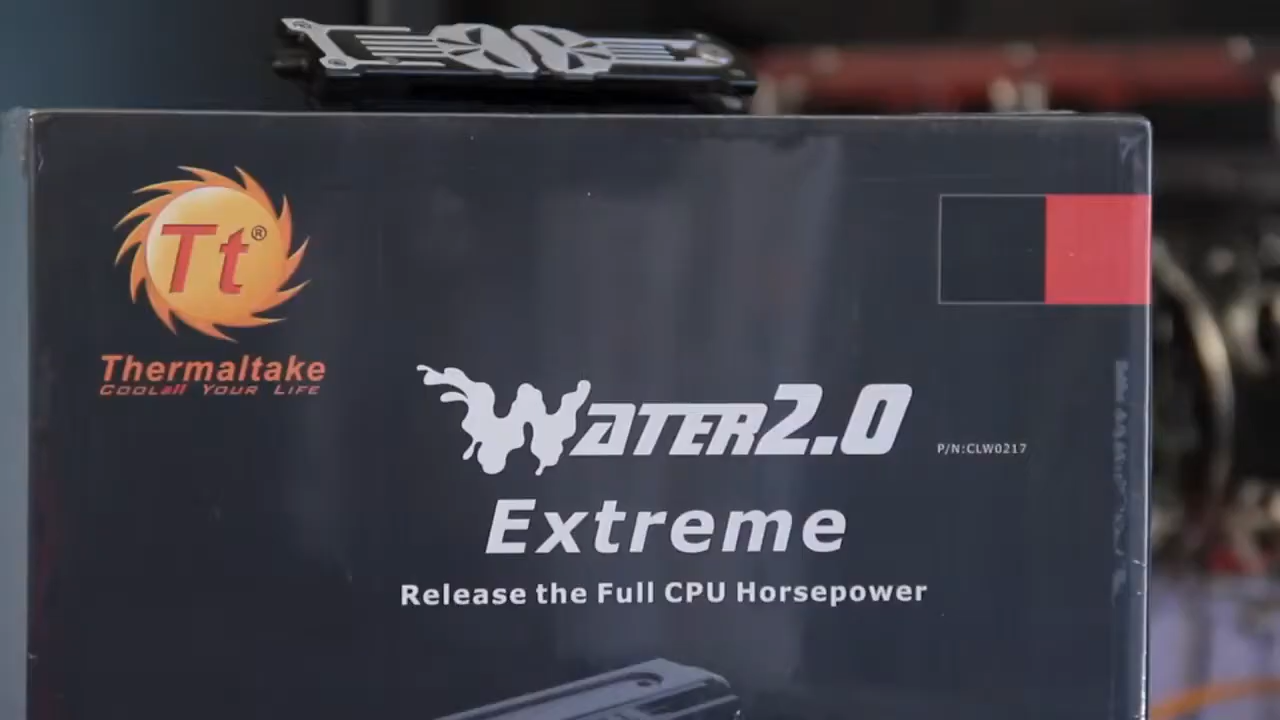 Tt®
Thermaltake
COOLall YOUR LIFE
WATER2.0
P/N:CLW0217
Extreme
Release the Full CPU Horsepower